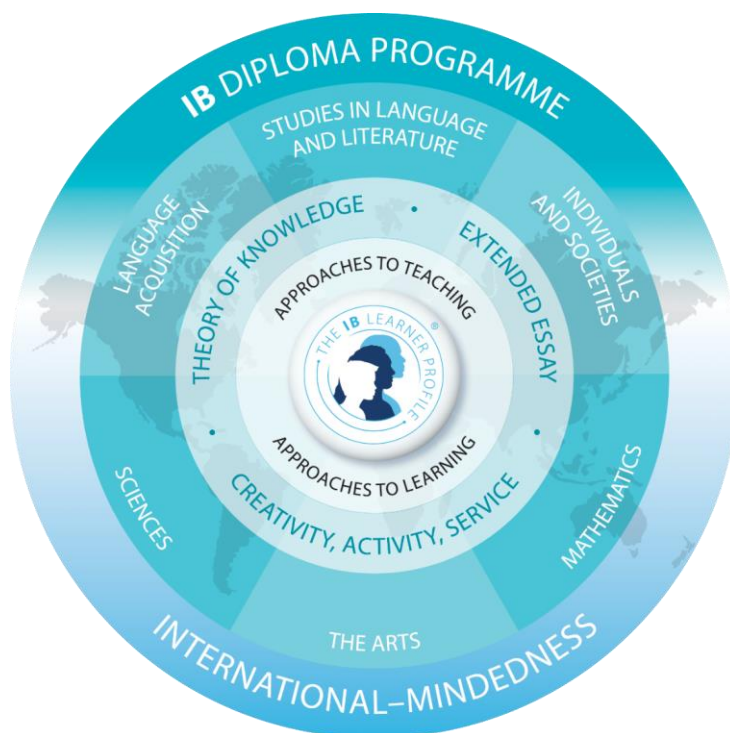 IB DIPLOMA PROGRAMME
STUDIES IN LANGUAGE
AND LITERATURE
LANGUAGE
ACQUISITION
INDIVIDUALS
AND SOCIETIES
THEORY OF KNOWLEDGE
•
EXTENDED ESSAY
APPROACHES TO TEACHING
THE IB LEARNER PROFILE
®
APPROACHES TO LEARNING
•
•
CREATIVITY, ACTIVITY, SERVICE
SCIENCES
MATHEMATICS
THE ARTS
INTERNATIONAL–MINDEDNESS